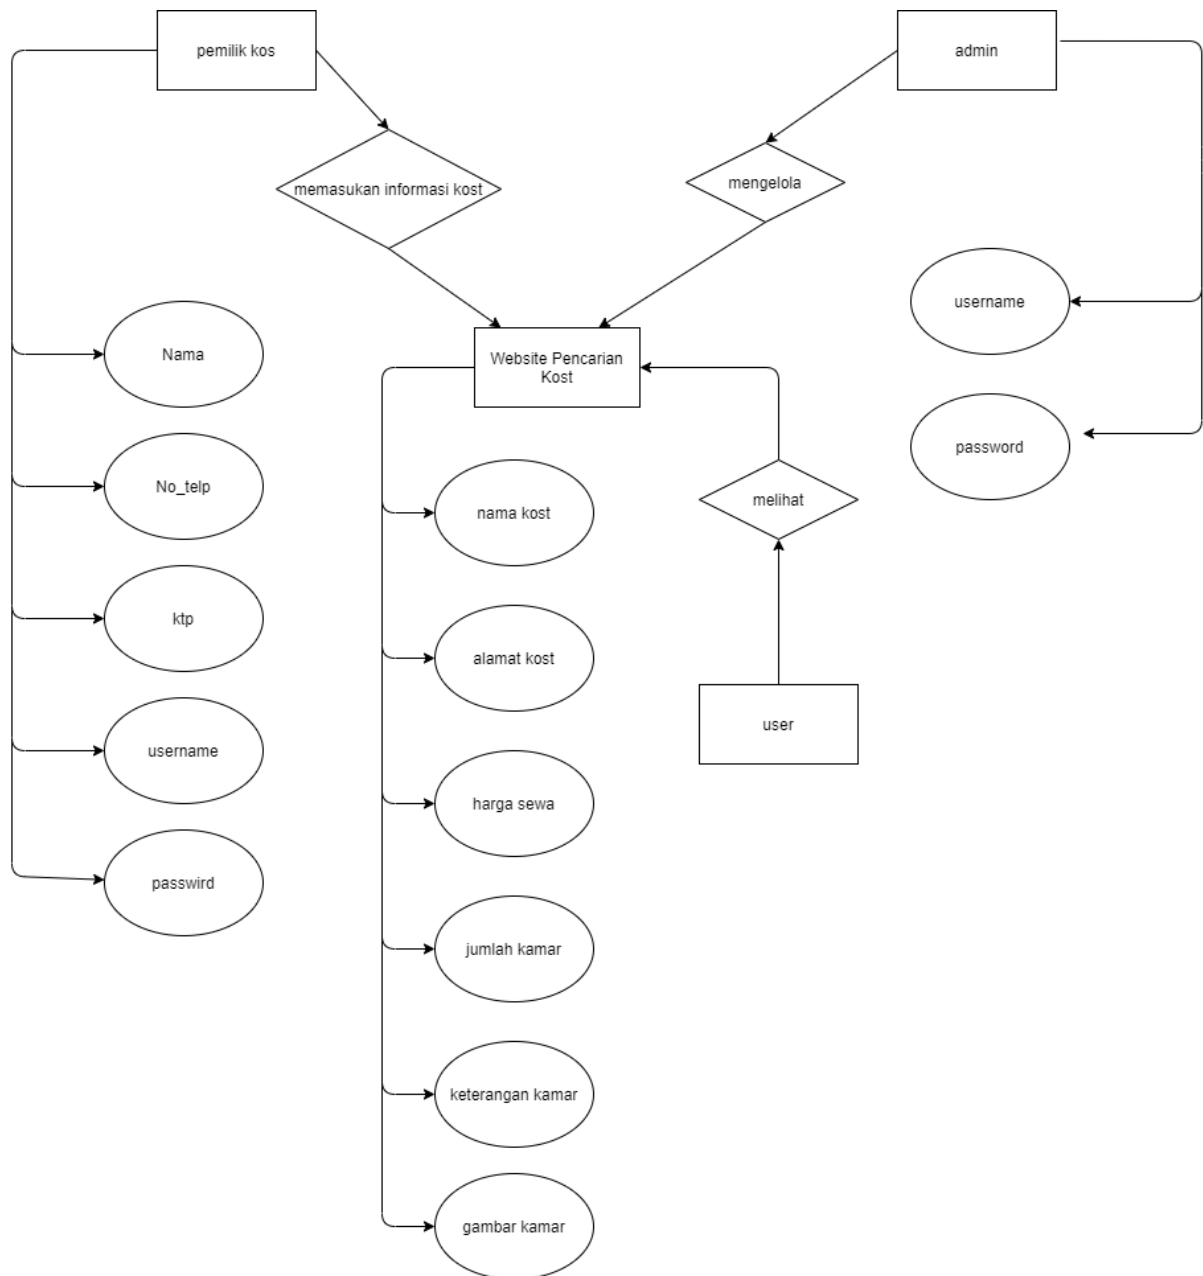 pemilik kos
admin
memasukan informasi kost
mengelola
username
password
Website Pencarian
Kost
Nama
No_telp
ktp
username
passwird
nama kost
alamat kost
harga sewa
jumlah kamar
keterangan kamar
gambar kamar
melihat
user